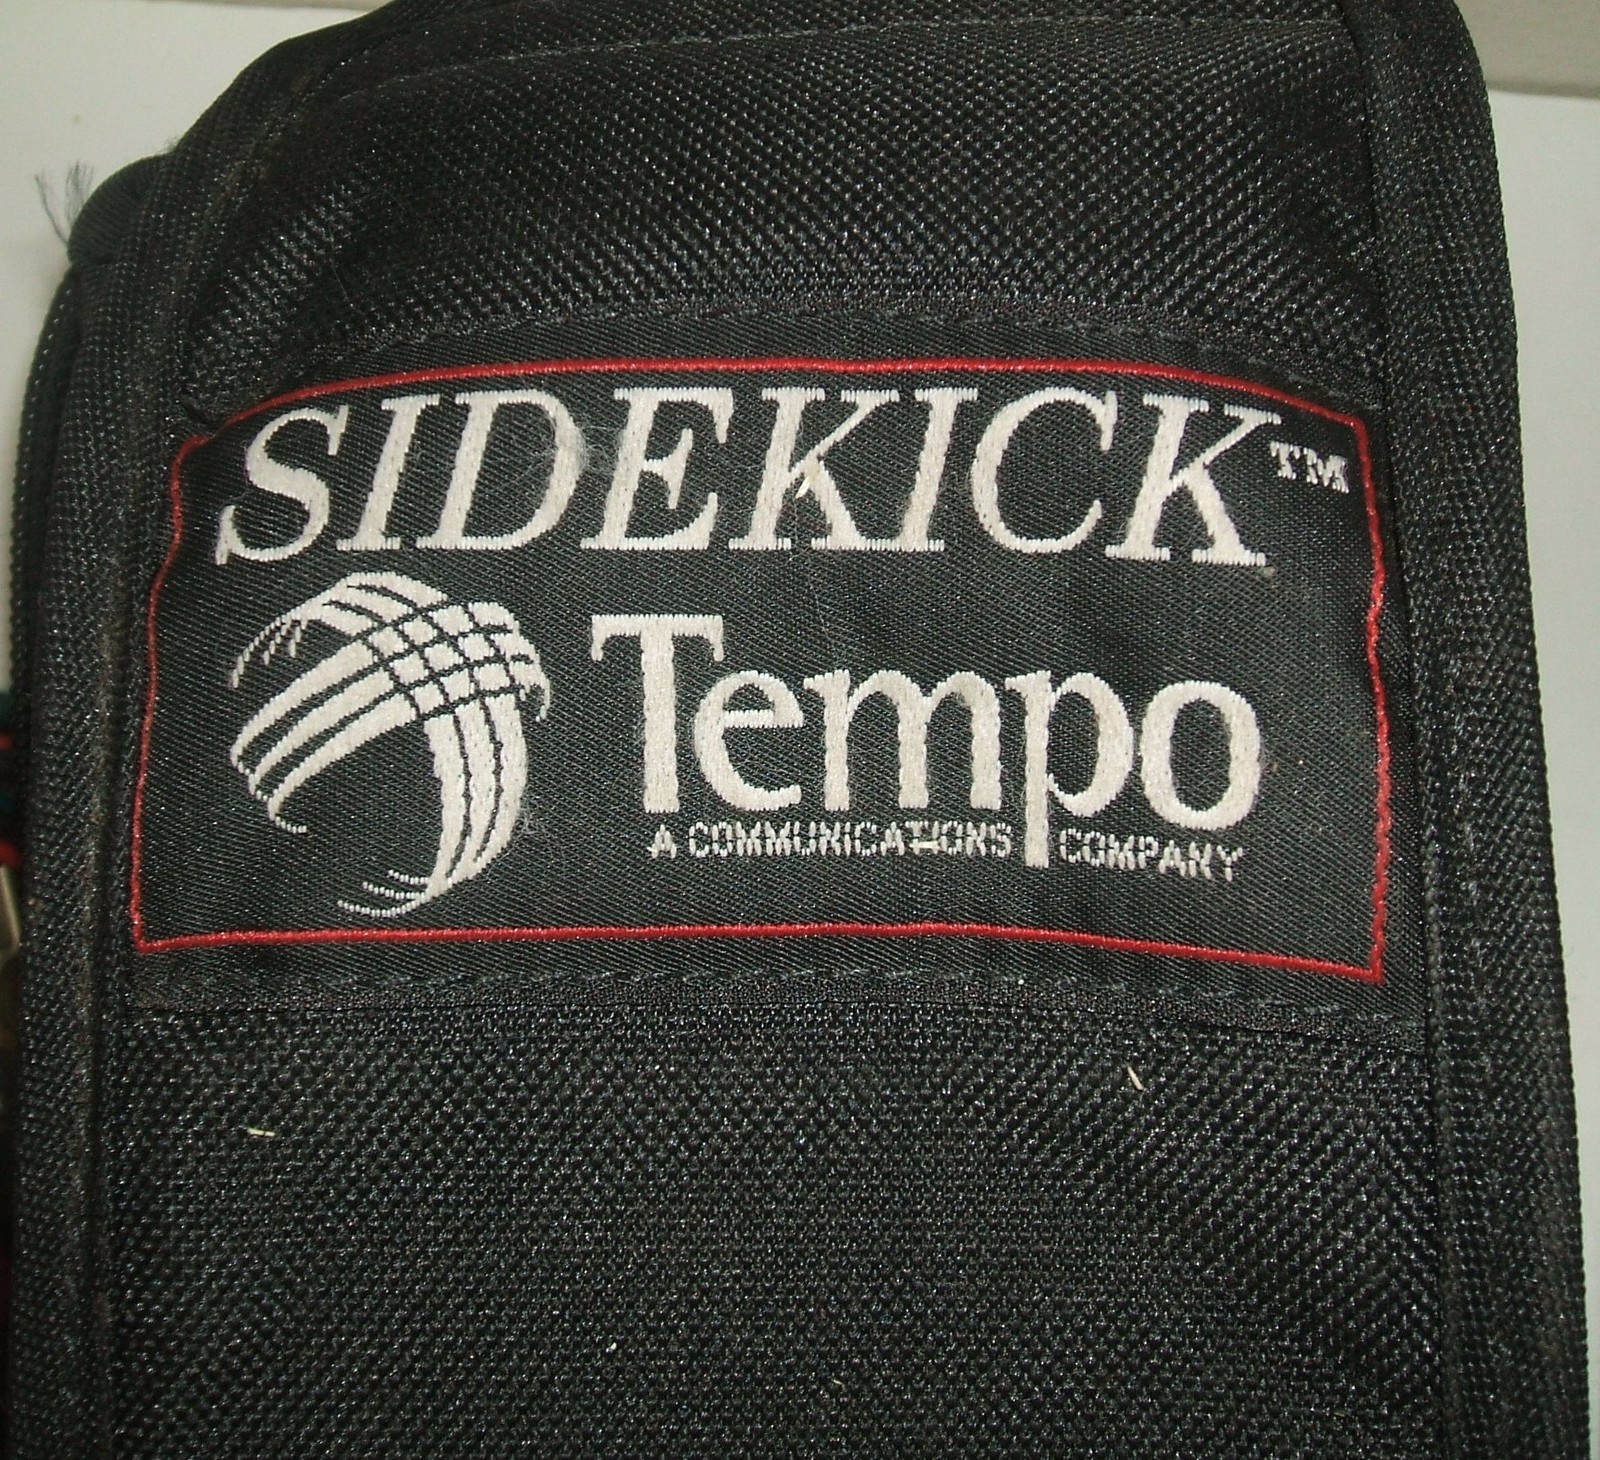 SIDEKICK™
Tempo
A COMMUNICATIONS COMPANY